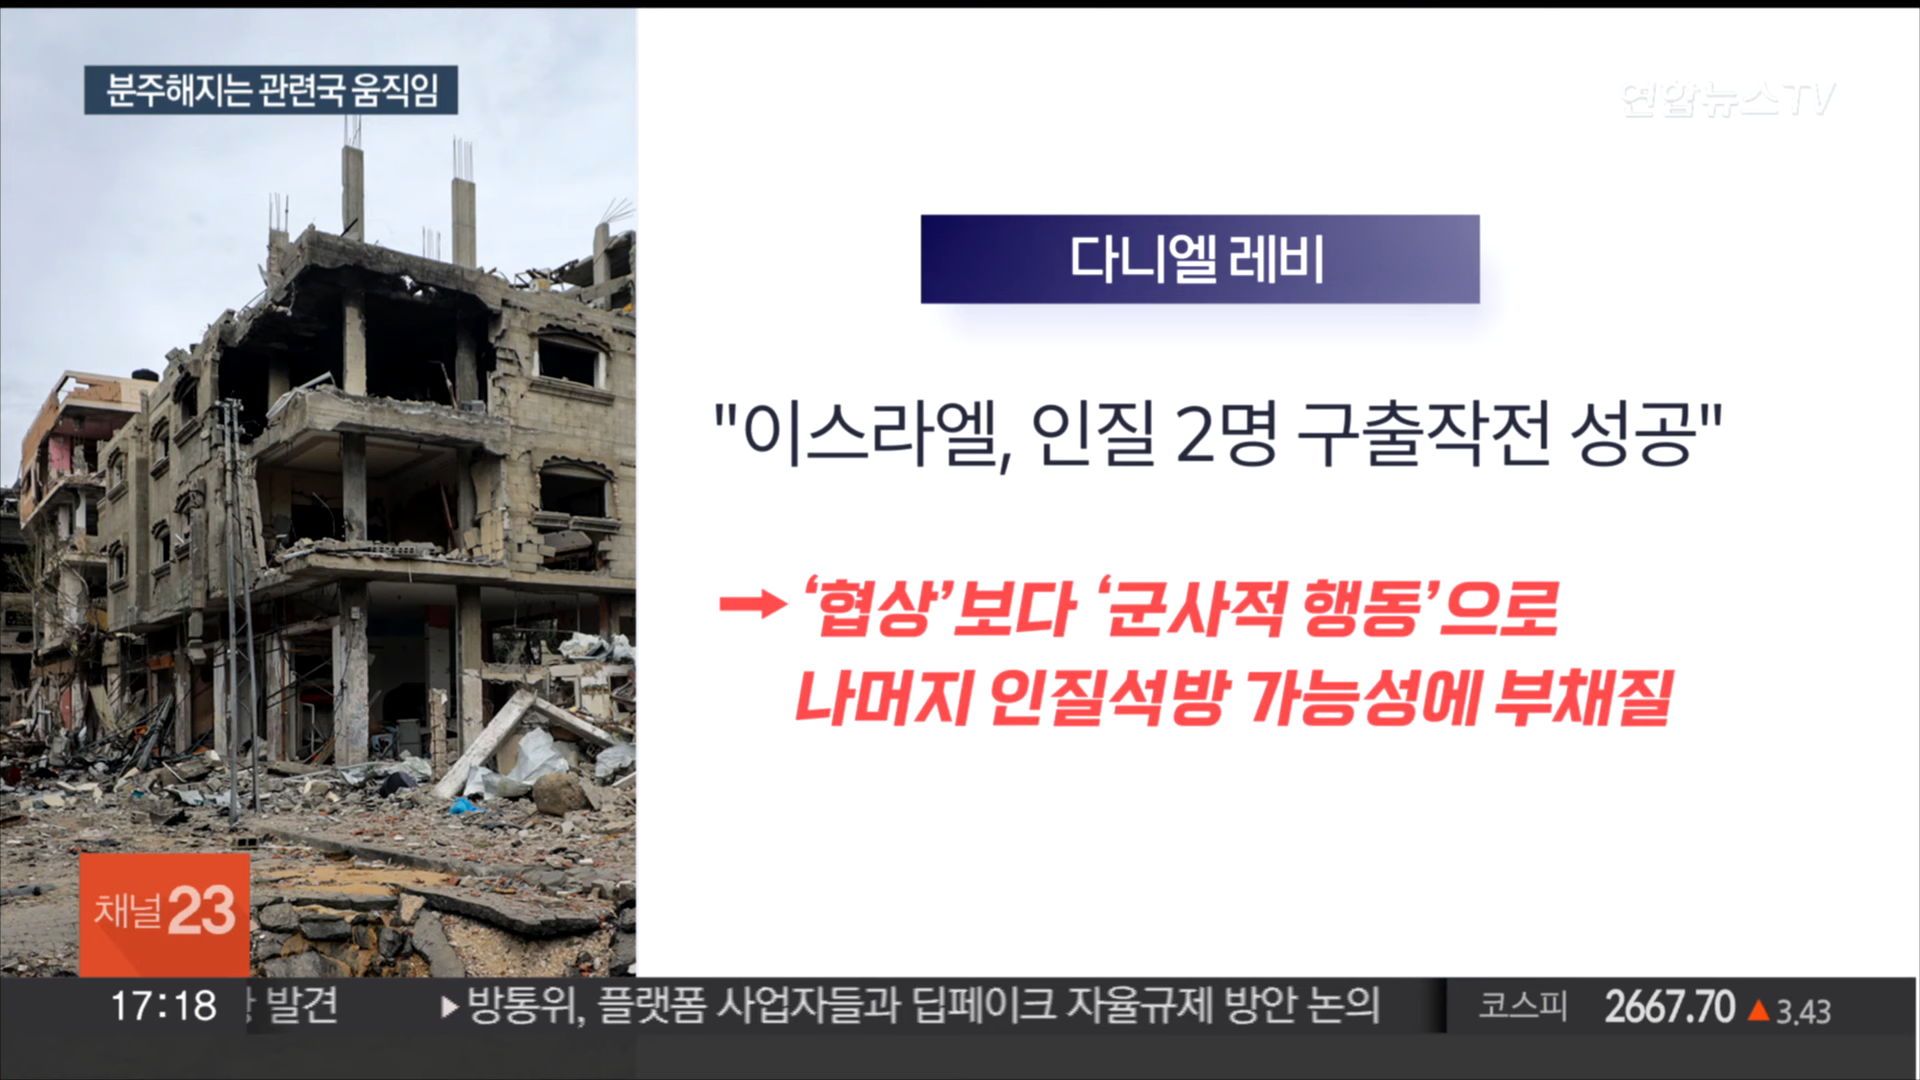 분주해지는 관련국 움직임
연합뉴스TV
다니엘 레비
"이스라엘, 인질 2명 구출작전 성공"
➞ ‘협상’보다 ‘군사적 행동’으로
나머지 인질석방 가능성에 부채질
채널 23
17:18
발견 ▶방통위, 플랫폼 사업자들과 딥페이크 자율규제 방안 논의
코스피 2667.70 ▲3.43